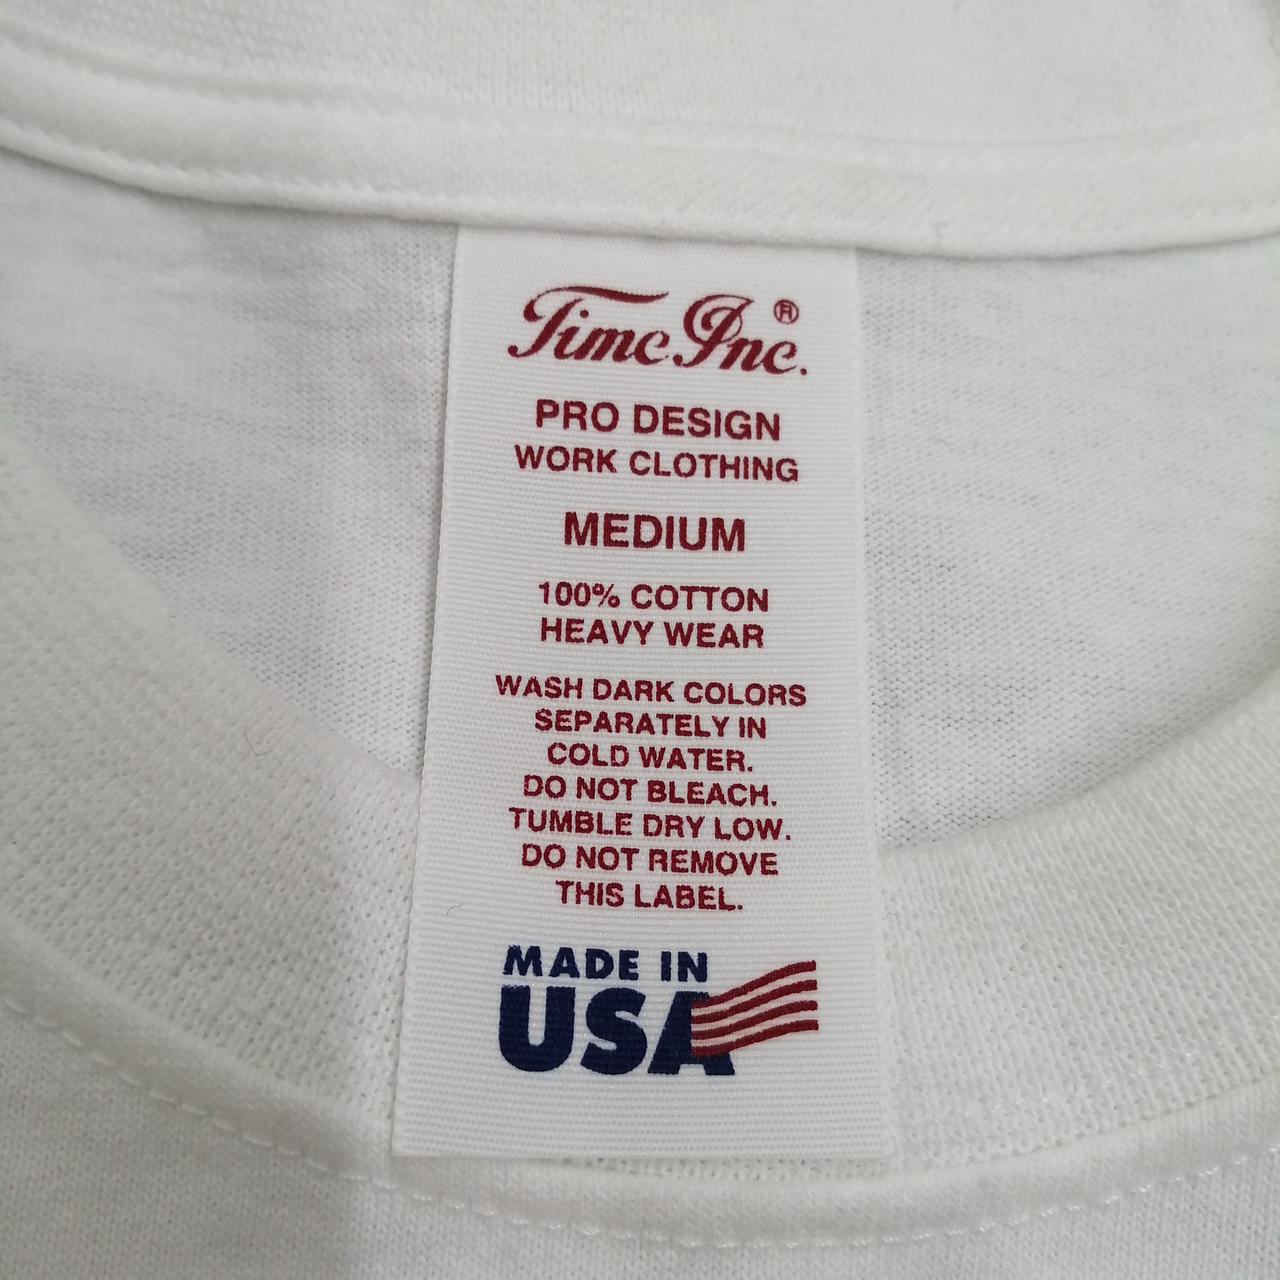 Time Inc.®
PRO DESIGN
WORK CLOTHING
MEDIUM
100% COTTON
HEAVY WEAR
WASH DARK COLORS
SEPARATELY IN
COLD WATER.
DO NOT BLEACH.
TUMBLE DRY LOW.
DO NOT REMOVE
THIS LABEL.
MADE IN
USA